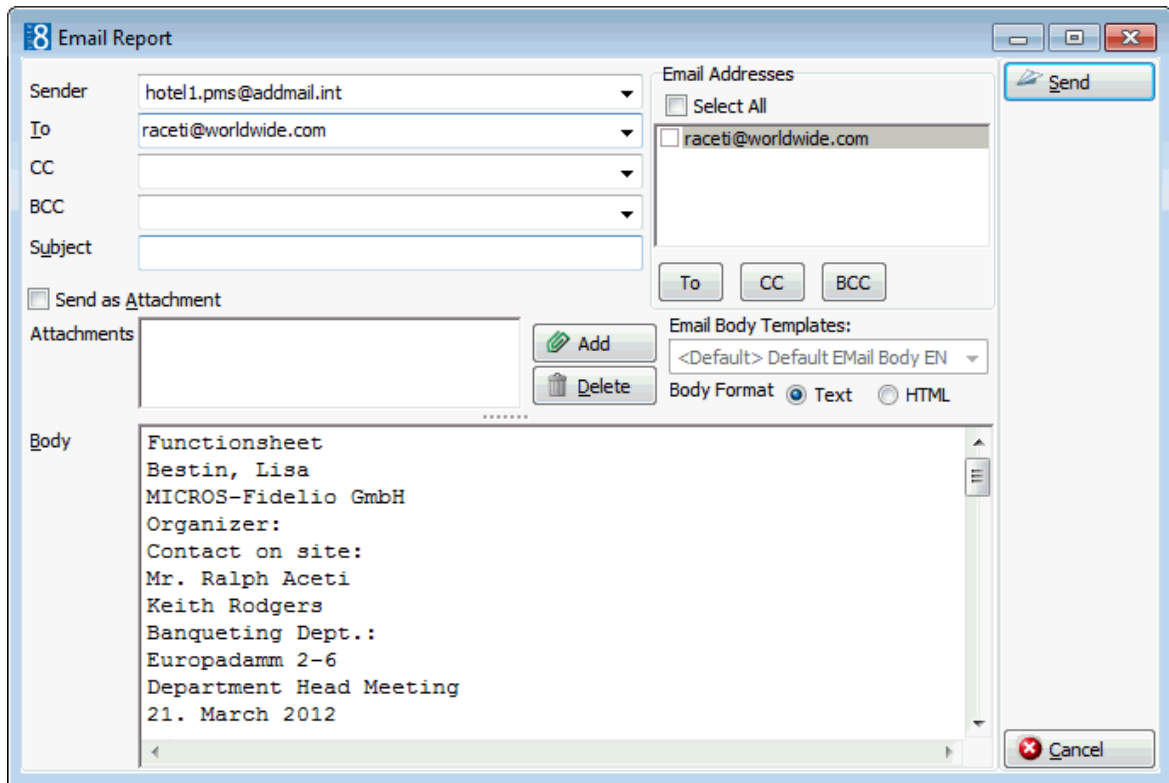 8 Email Report
Sender hotel1.pms@addmail.int
To raceti@worldwide.com
CC
BCC
Subject
Email Addresses
Select All
raceti@worldwide.com
To CC BCC
Send
Send as Attachment
Attachments
Add
Delete
Email Body Templates:
<Default> Default EMail Body EN
Body Format Text HTML
Body
Functionsheet
Bestin, Lisa
MICROS-Fidelio GmbH
Organizer:
Contact on site:
Mr. Ralph Aceti
Keith Rodgers
Banqueting Dept.:
Europadamm 2-6
Department Head Meeting
21. March 2012
Cancel